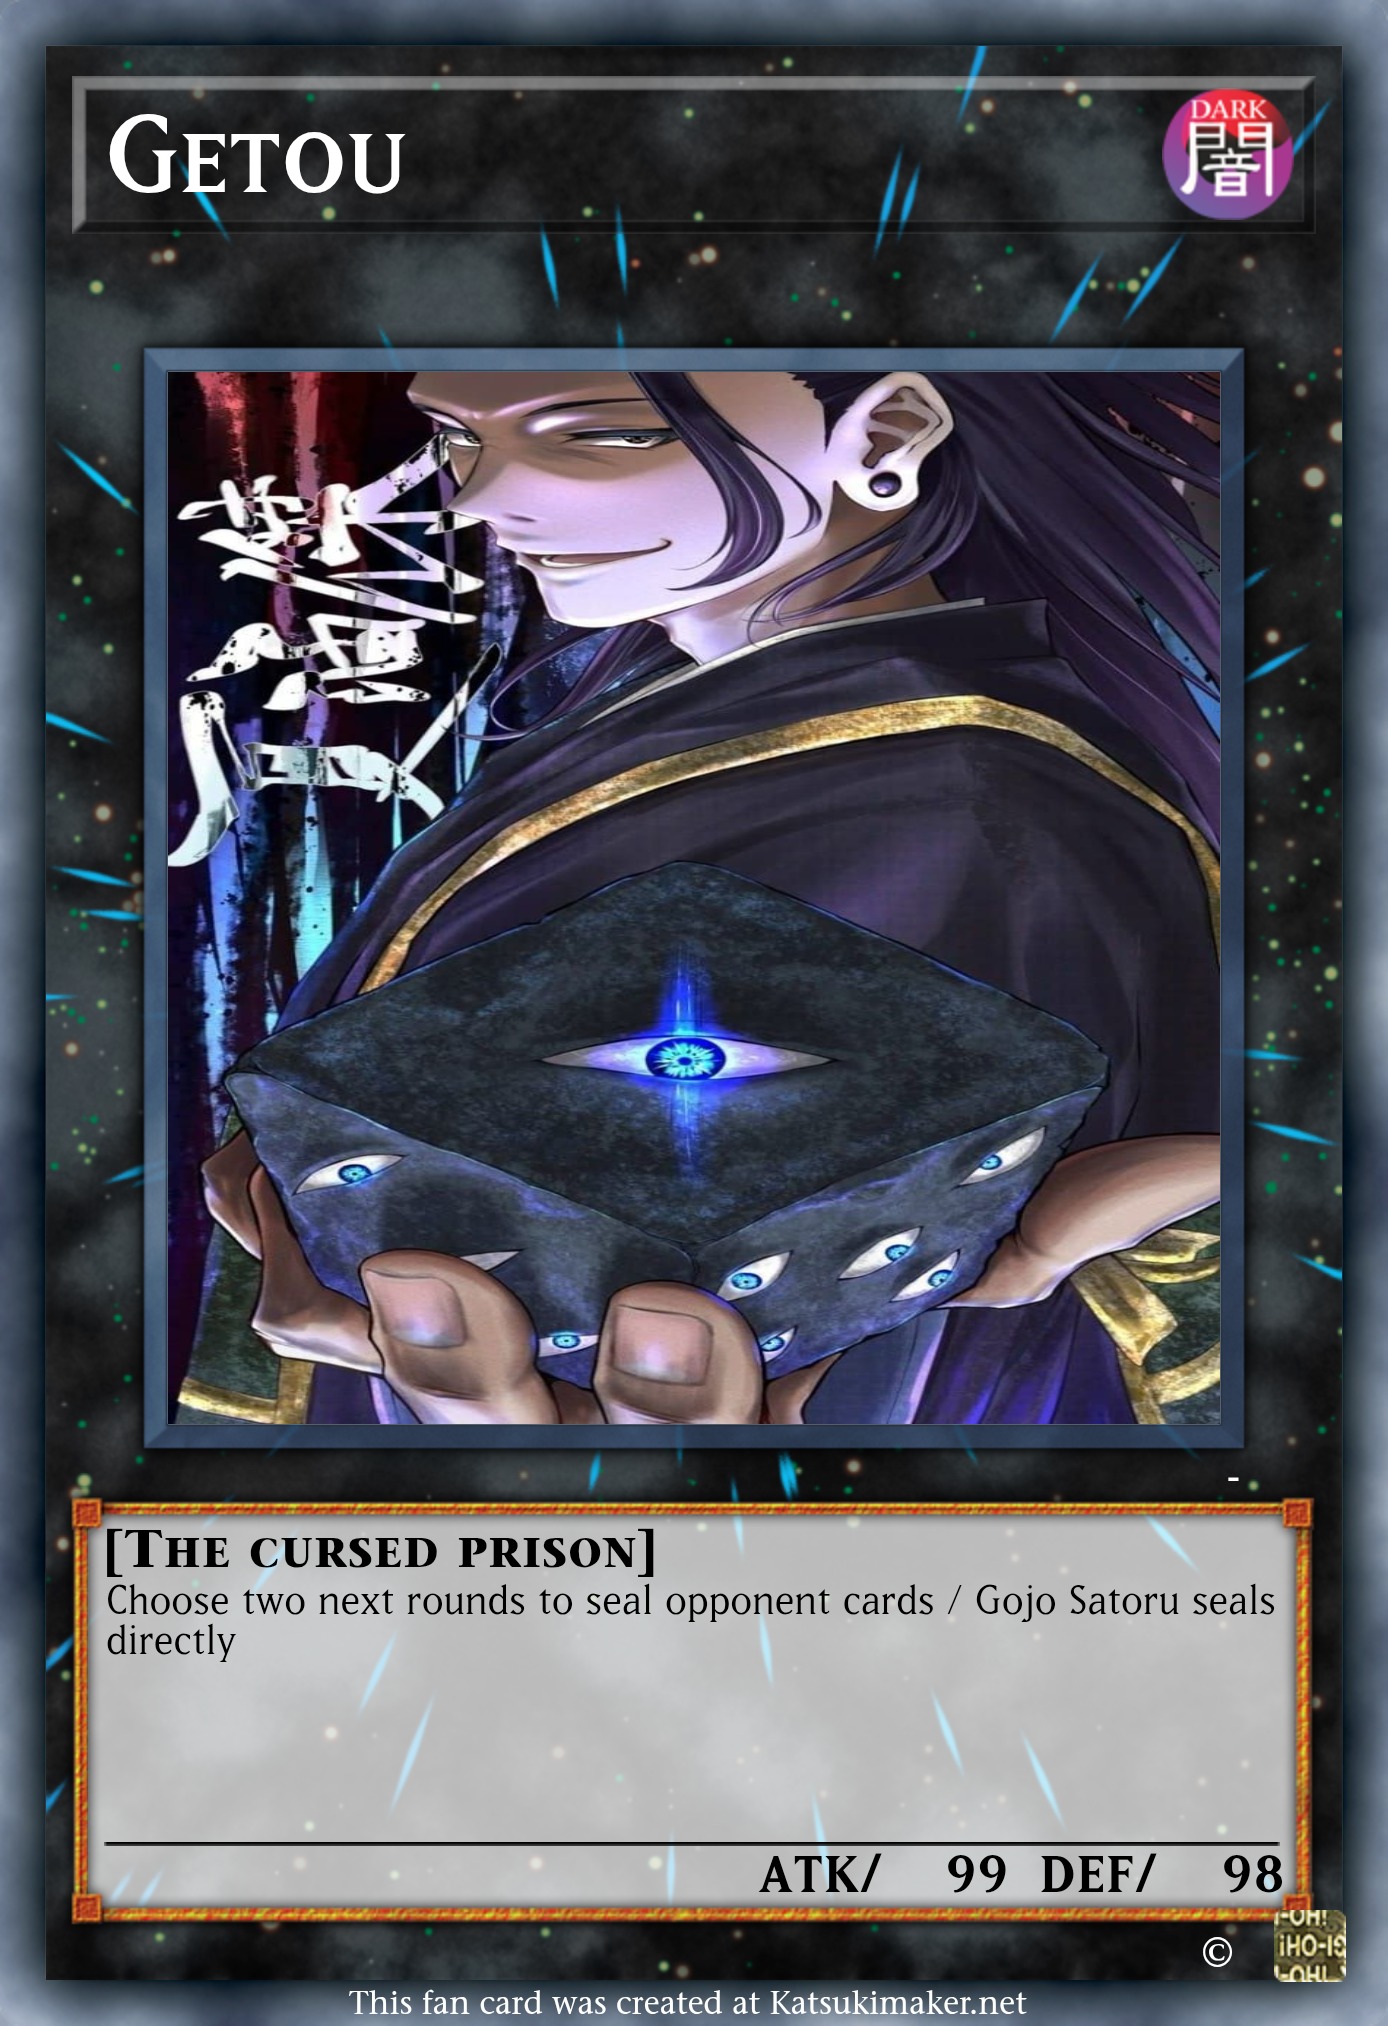 Getou
DARK
闇
-
[The cursed prison]
Choose two next rounds to seal opponent cards / Gojo Satoru seals
directly
ATK/ 99 DEF/ 98
©
This fan card was created at Katsukimaker.net